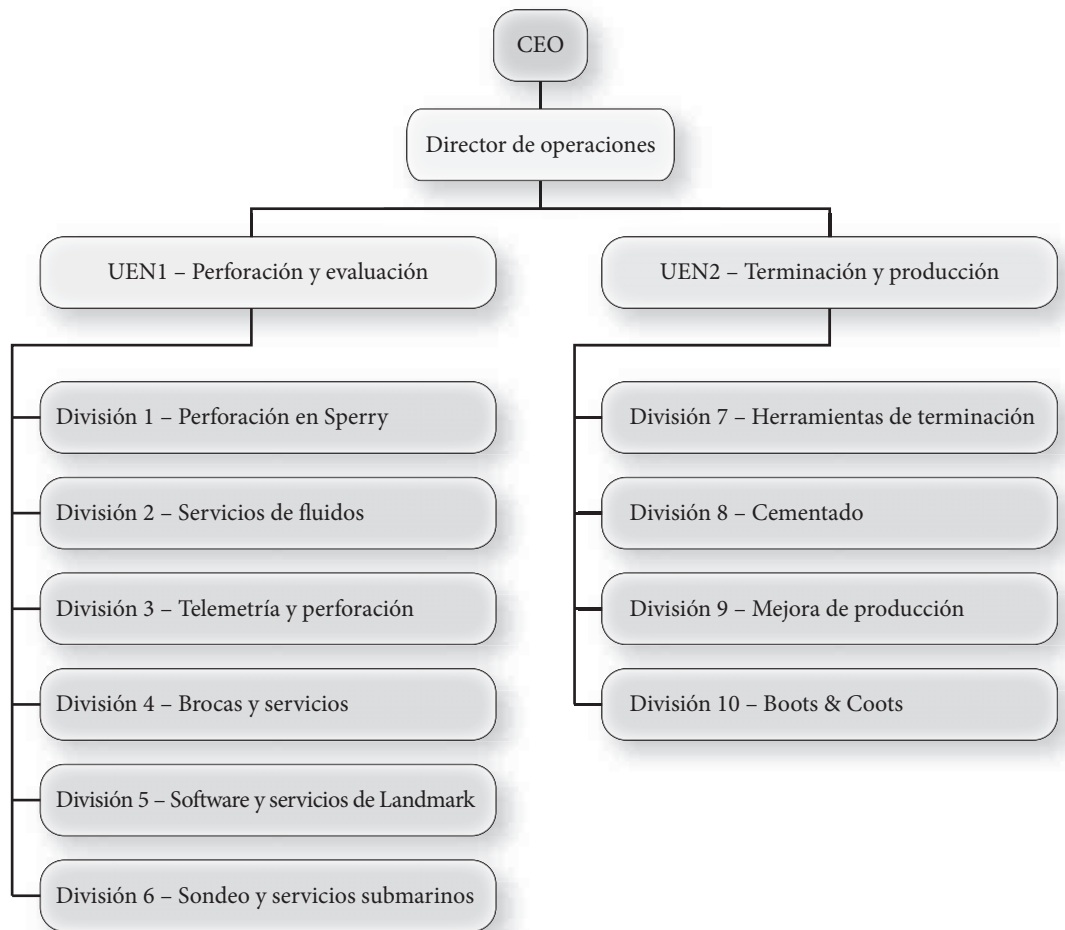 CEO
Director de operaciones
UEN1 – Perforación y evaluación
División 1 – Perforación en Sperry
División 2 – Servicios de fluidos
División 3 – Telemetría y perforación
División 4 – Brocas y servicios
División 5 – Software y servicios de Landmark
División 6 – Sondeo y servicios submarinos
UEN2 – Terminación y producción
División 7 – Herramientas de terminación
División 8 – Cementado
División 9 – Mejora de producción
División 10 – Boots & Coots